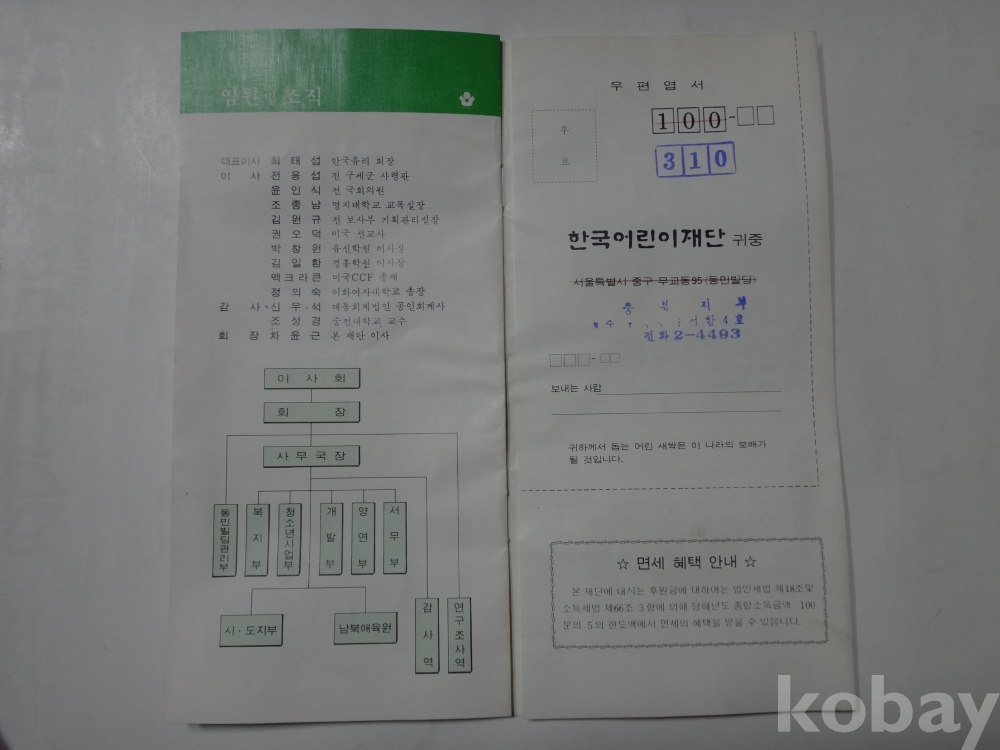 임원의 조직
대표이사 최태섭 한국유리 회장
이사 전용섭 전 구세군 사령관
윤인식 전 국회의원
조종남 명지대학교 교목실장
김원규 전 보사부 기획관리실장
권오덕 미국 선교사
박창원 유신학원 이사장
김일환 경흥학원 이사장
맥크라큰 미국CCF 총재
정의숙 이화여자대학교 총장
감사 신우석 대동회계법인 공인회계사
조성경 숭전대학교 교수
회장 차윤근 본 재단 이사
이사회
회장
사무국장
동민빌딩관리부
복지부
청소년사업부
개발부
양연부
서무부
시·도지부
남북애육원
감사역
연구조사역
우편엽서
우표
100-
310
한국어린이재단 귀중
서울특별시 중구 무교동95 (동민빌딩)
충북지부
서함4호
전화2-4493
보내는 사람
귀하께서 돕는 어린 새싹은 이 나라의 보배가
될 것입니다.
☆ 면세 혜택 안내 ☆
본 재단에 내시는 후원금에 대하여는 법인세법 제18조및
소득세법 제66조 3항에 의해 당해년도 종합소득금액 100
분의 5의 한도액에서 면세의 혜택을 받을 수 있읍니다.
kobay